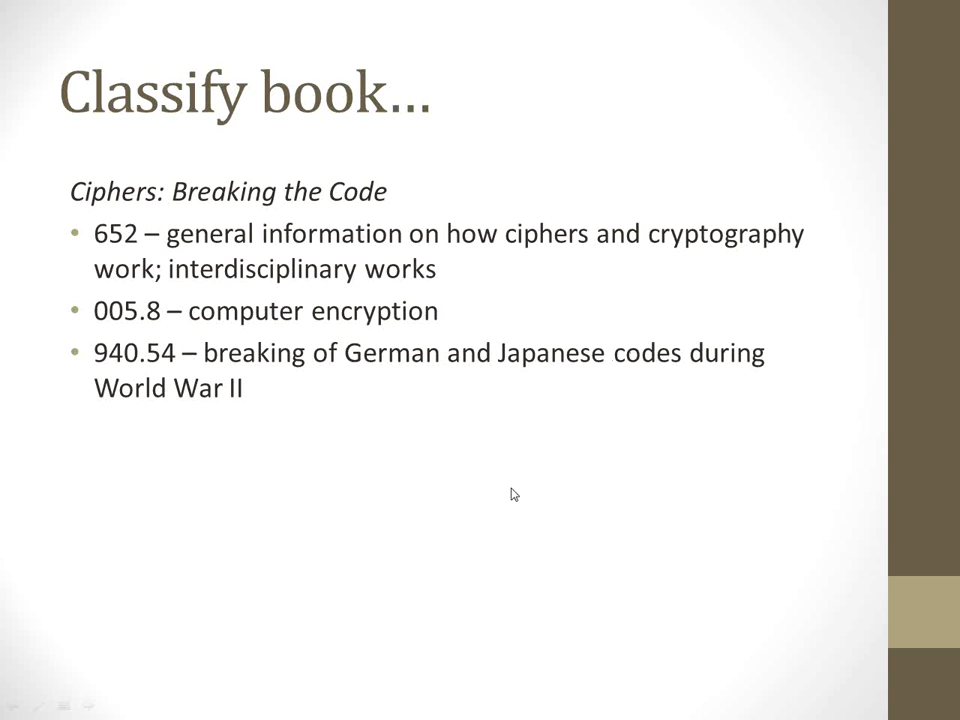 Classify book…
Ciphers: Breaking the Code
• 652 – general information on how ciphers and cryptography
work; interdisciplinary works
• 005.8 – computer encryption
• 940.54 – breaking of German and Japanese codes during
World War II